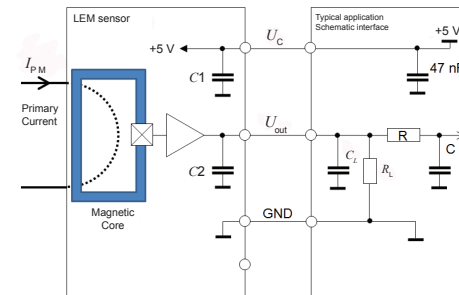 LEM sensor
Typical application
Schematic interface
+5 V
U_C
+5 V
I_PM
C1
47 nF
Primary
Current
U_out
R
C2
C_L
R_L
C
GND
Magnetic
Core